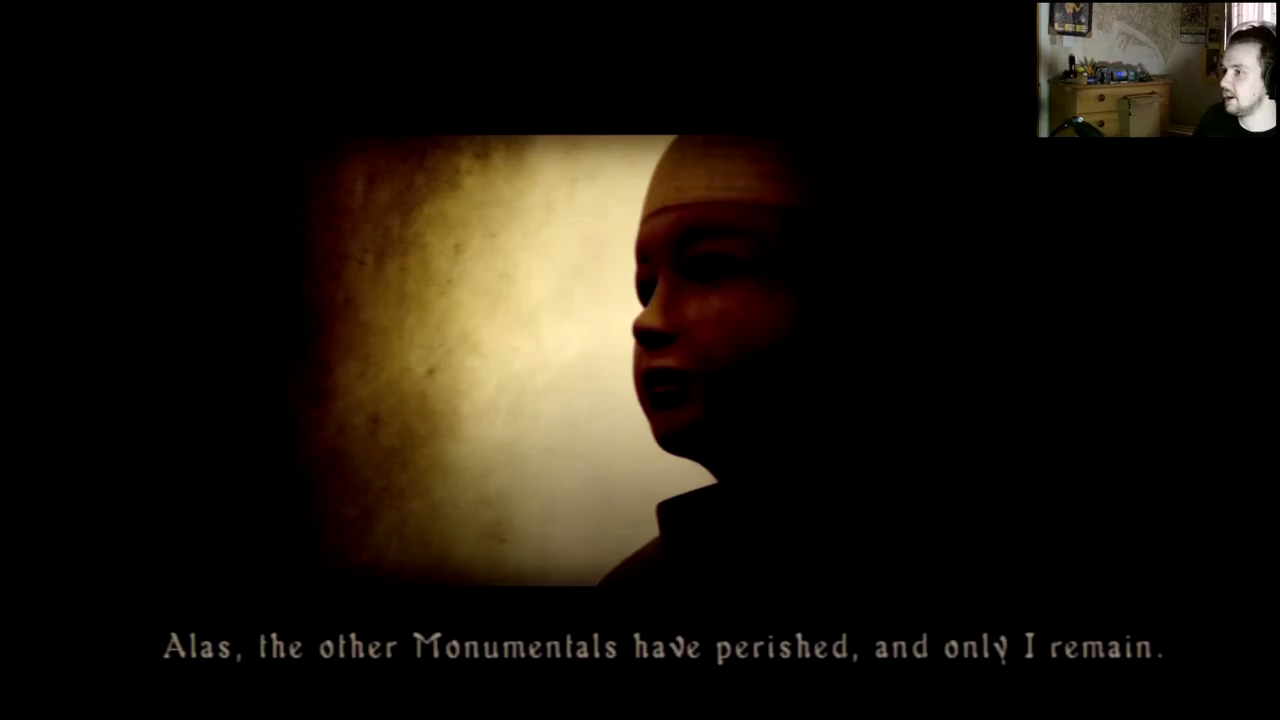 Alas, the other Monumentals have perished, and only I remain.